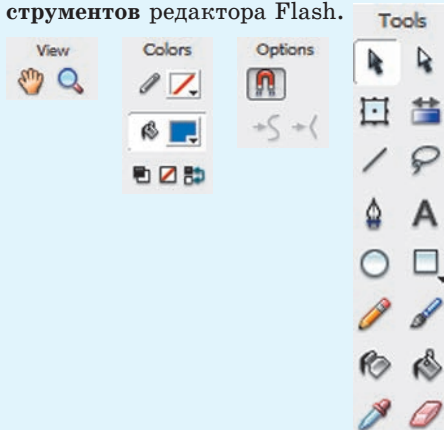 струментов редактора Flash.
Tools
View
Colors
Options